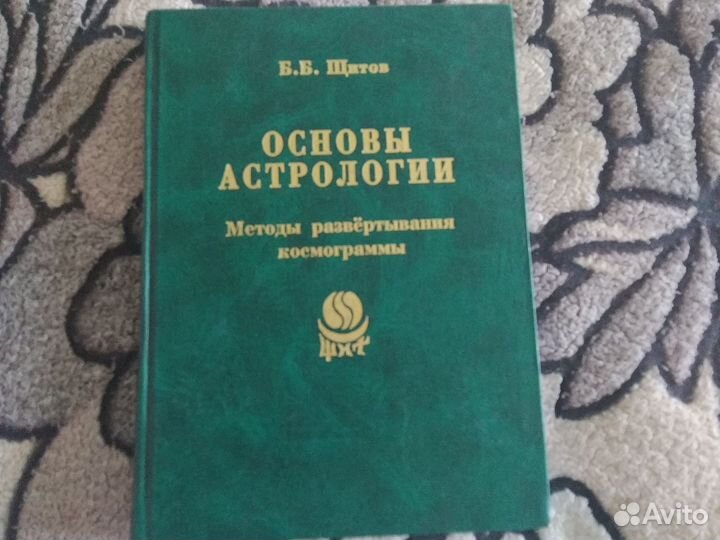 Б.Б. Щитов
ОСНОВЫ
АСТРОЛОГИИ
Методы развёртывания
космограммы
Avito